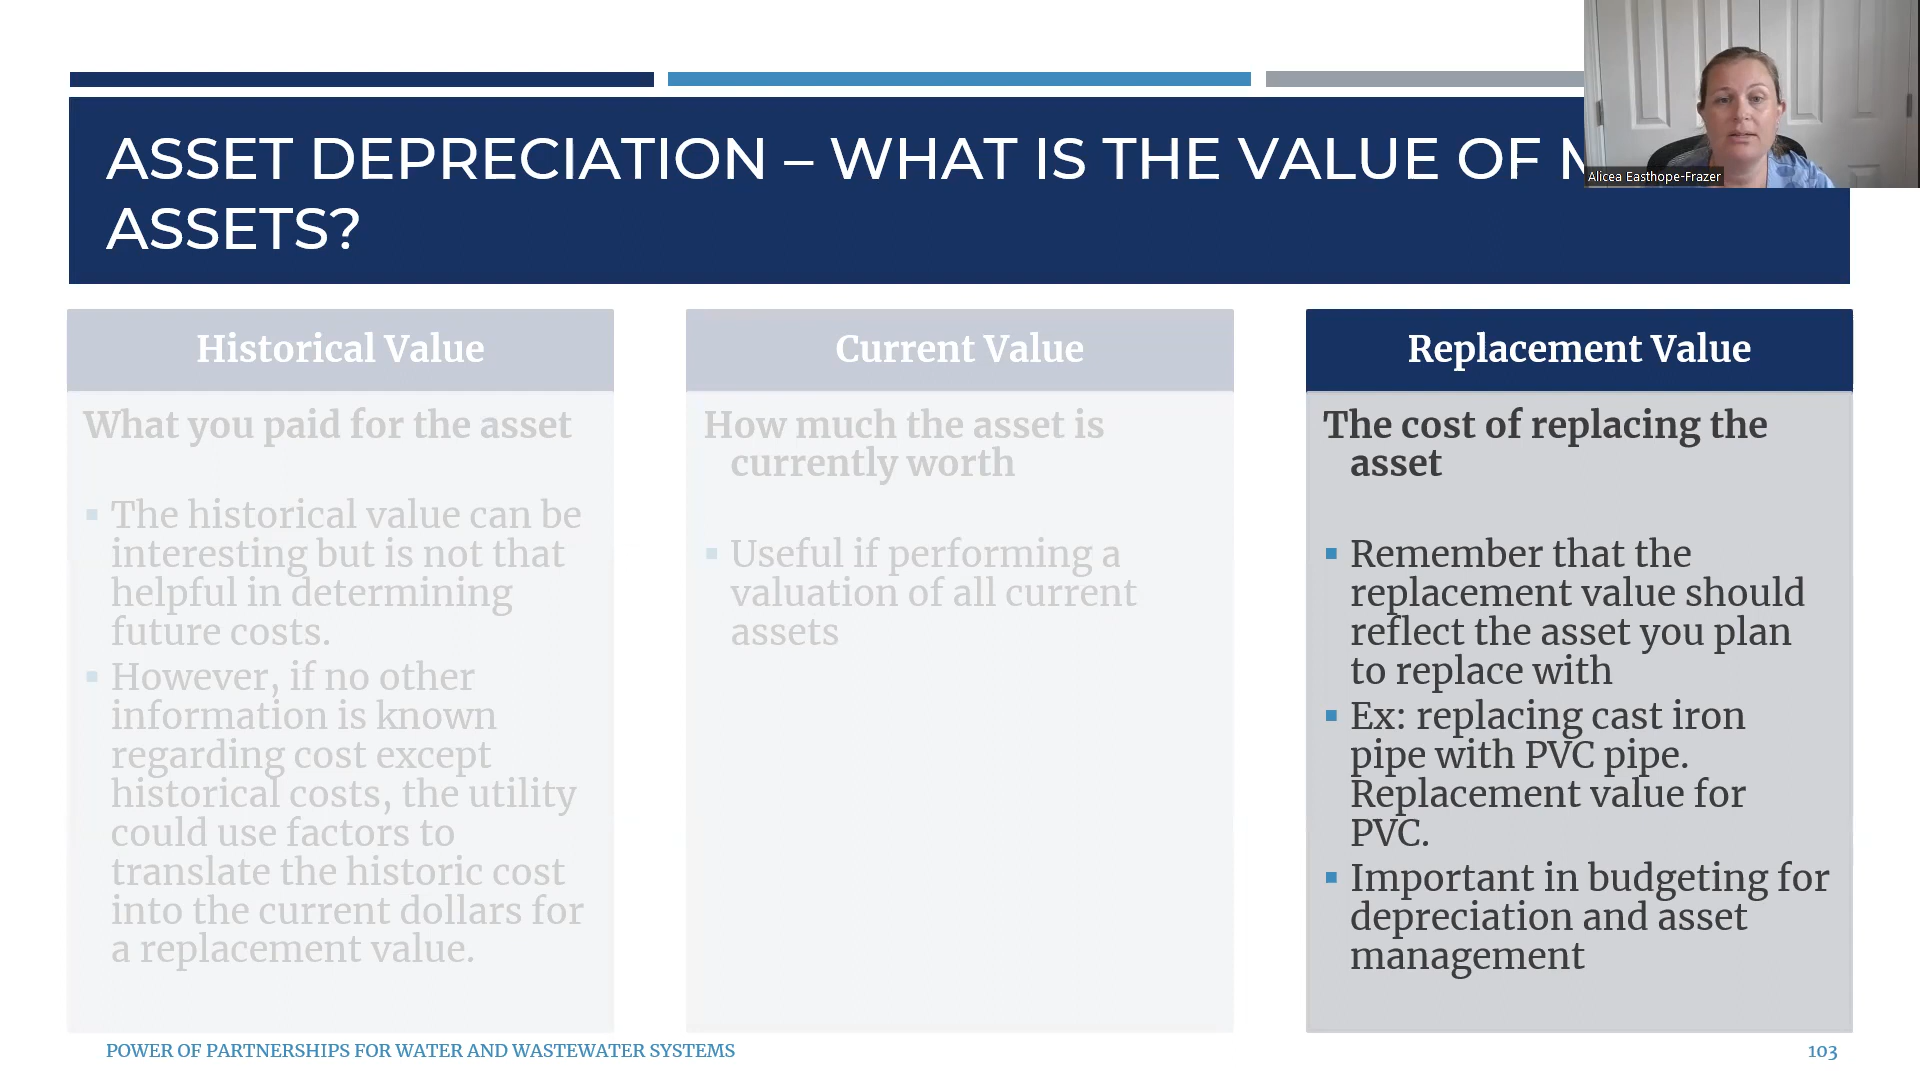 ASSET DEPRECIATION – WHAT IS THE VALUE OF
ASSETS?
Alicea Easthope-Frazer
Historical Value
What you paid for the asset
The historical value can be
interesting but is not that
helpful in determining
future costs.
However, if no other
information is known
regarding cost except
historical costs, the utility
could use factors to
translate the historic cost
into the current dollars for
a replacement value.
Current Value
How much the asset is
currently worth
Useful if performing a
valuation of all current
assets
Replacement Value
The cost of replacing the
asset
Remember that the
replacement value should
reflect the asset you plan
to replace with
Ex: replacing cast iron
pipe with PVC pipe.
Replacement value for
PVC.
Important in budgeting for
depreciation and asset
management
POWER OF PARTNERSHIPS FOR WATER AND WASTEWATER SYSTEMS
103